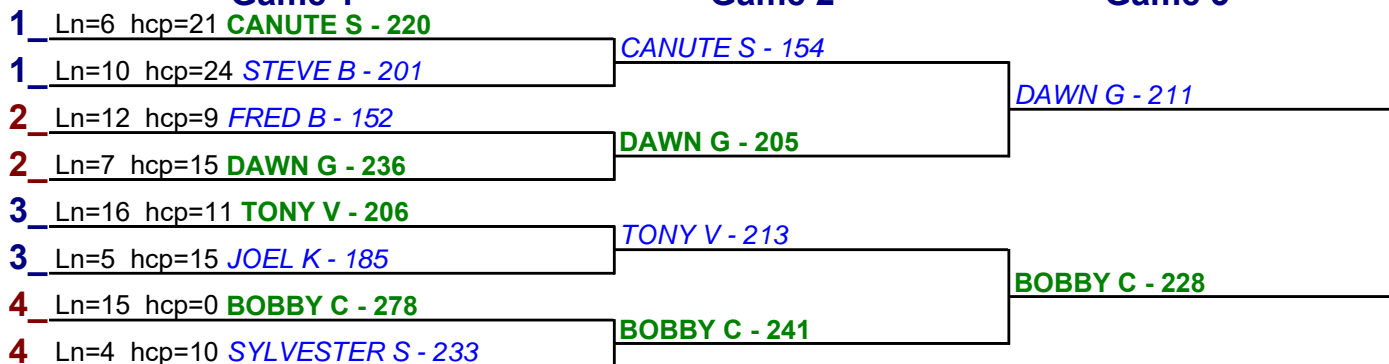 1_ Ln=6 hcp=21 CANUTE S - 220
CANUTE S - 154
1_ Ln=10 hcp=24 STEVE B - 201
DAWN G - 211
2_ Ln=12 hcp=9 FRED B - 152
DAWN G - 205
2_ Ln=7 hcp=15 DAWN G - 236
3_ Ln=16 hcp=11 TONY V - 206
TONY V - 213
3_ Ln=5 hcp=15 JOEL K - 185
BOBBY C - 228
4_ Ln=15 hcp=0 BOBBY C - 278
BOBBY C - 241
4 Ln=4 hcp=10 SYLVESTER S - 233